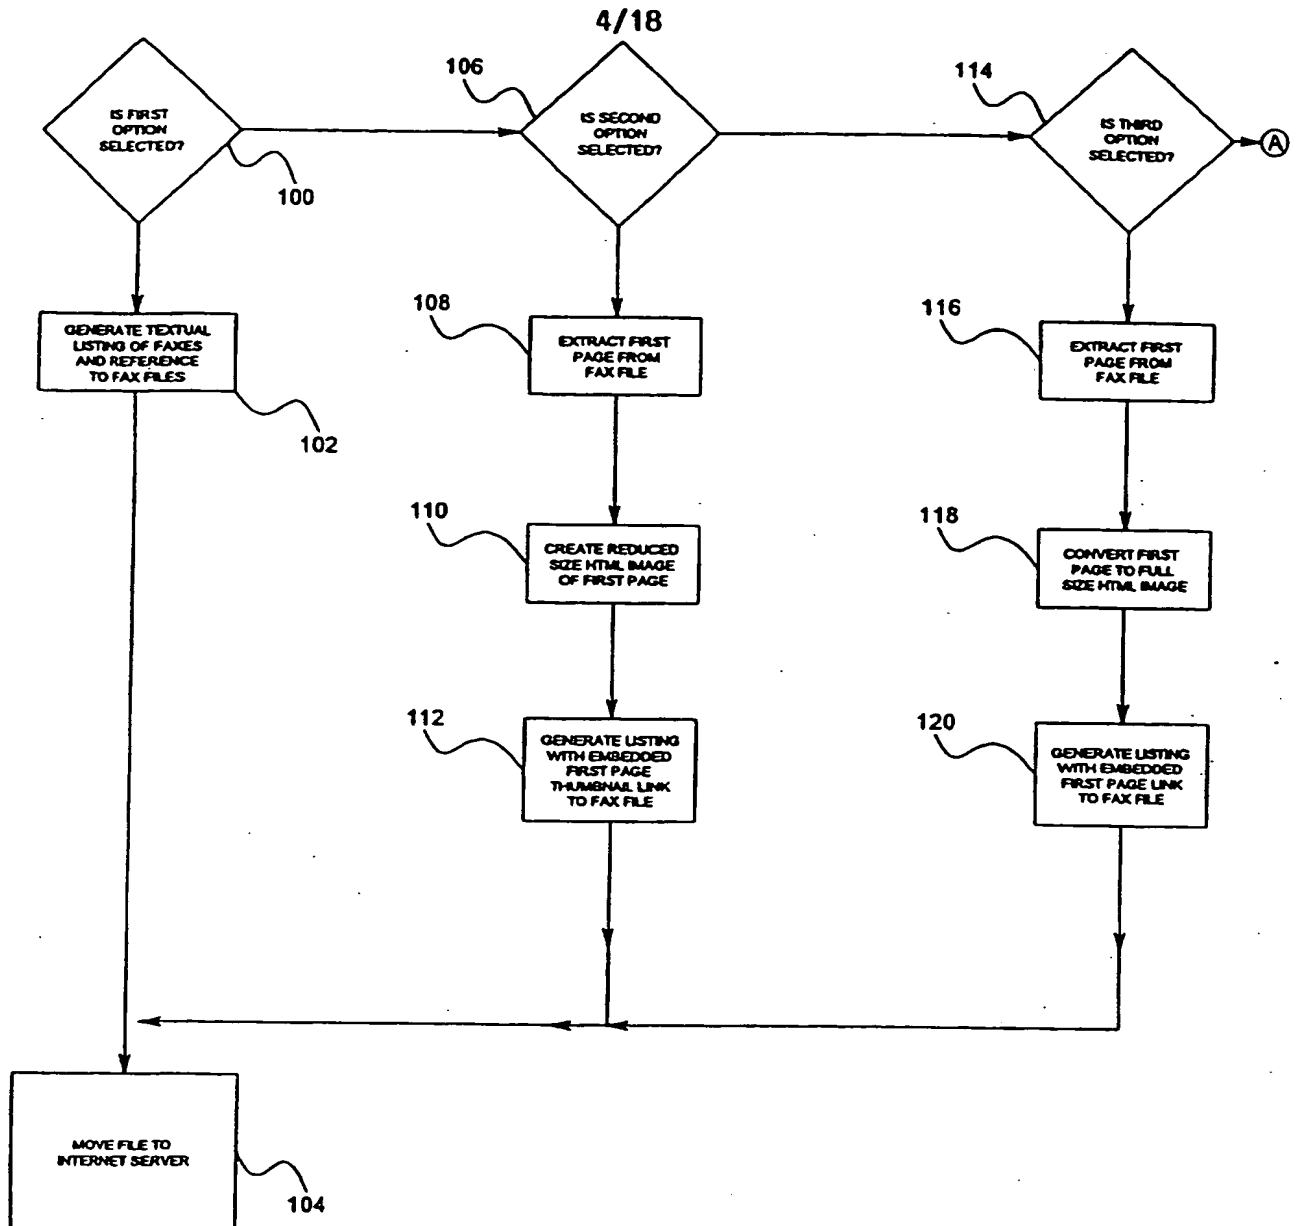 4/18
IS FIRST
OPTION
SELECTED?
100
106
IS SECOND
OPTION
SELECTED?
114
IS THIRD
OPTION
SELECTED?
A
GENERATE TEXTUAL
LISTING OF FAXES
AND REFERENCE
TO FAX FILES
102
108
EXTRACT FIRST
PAGE FROM
FAX FILE
116
EXTRACT FIRST
PAGE FROM
FAX FILE
110
CREATE REDUCED
SIZE HTML IMAGE
OF FIRST PAGE
118
CONVERT FIRST
PAGE TO FULL
SIZE HTML IMAGE
112
GENERATE LISTING
WITH EMBEDDED
FIRST PAGE
THUMBNAIL LINK
TO FAX FILE
120
GENERATE LISTING
WITH EMBEDDED
FIRST PAGE LINK
TO FAX FILE
MOVE FILE TO
INTERNET SERVER
104